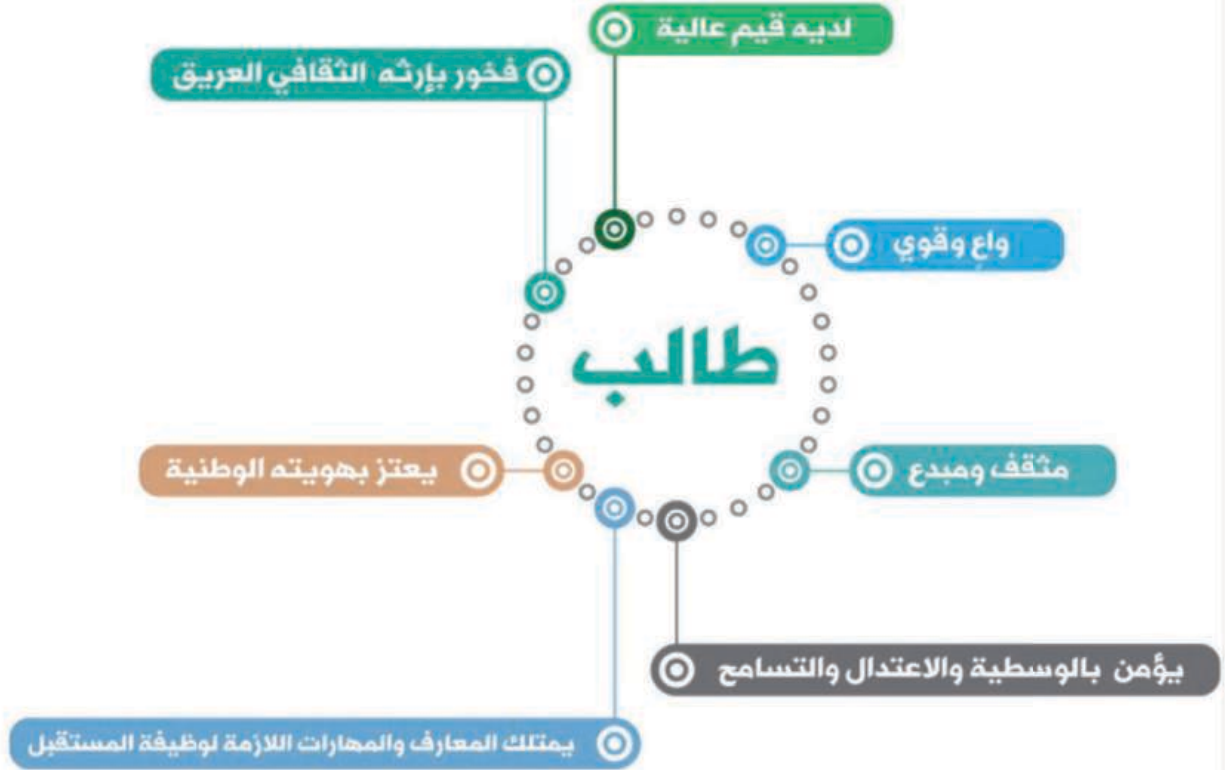 لديه قيم عالية
فخور بإرثه الثقافي العريق
واعٍ وقوي
طالب
يعتز بهويته الوطنية
مثقف ومبدع
يؤمن بالوسطية والاعتدال والتسامح
يمتلك المعارف والمهارات اللازمة لوظيفة المستقبل